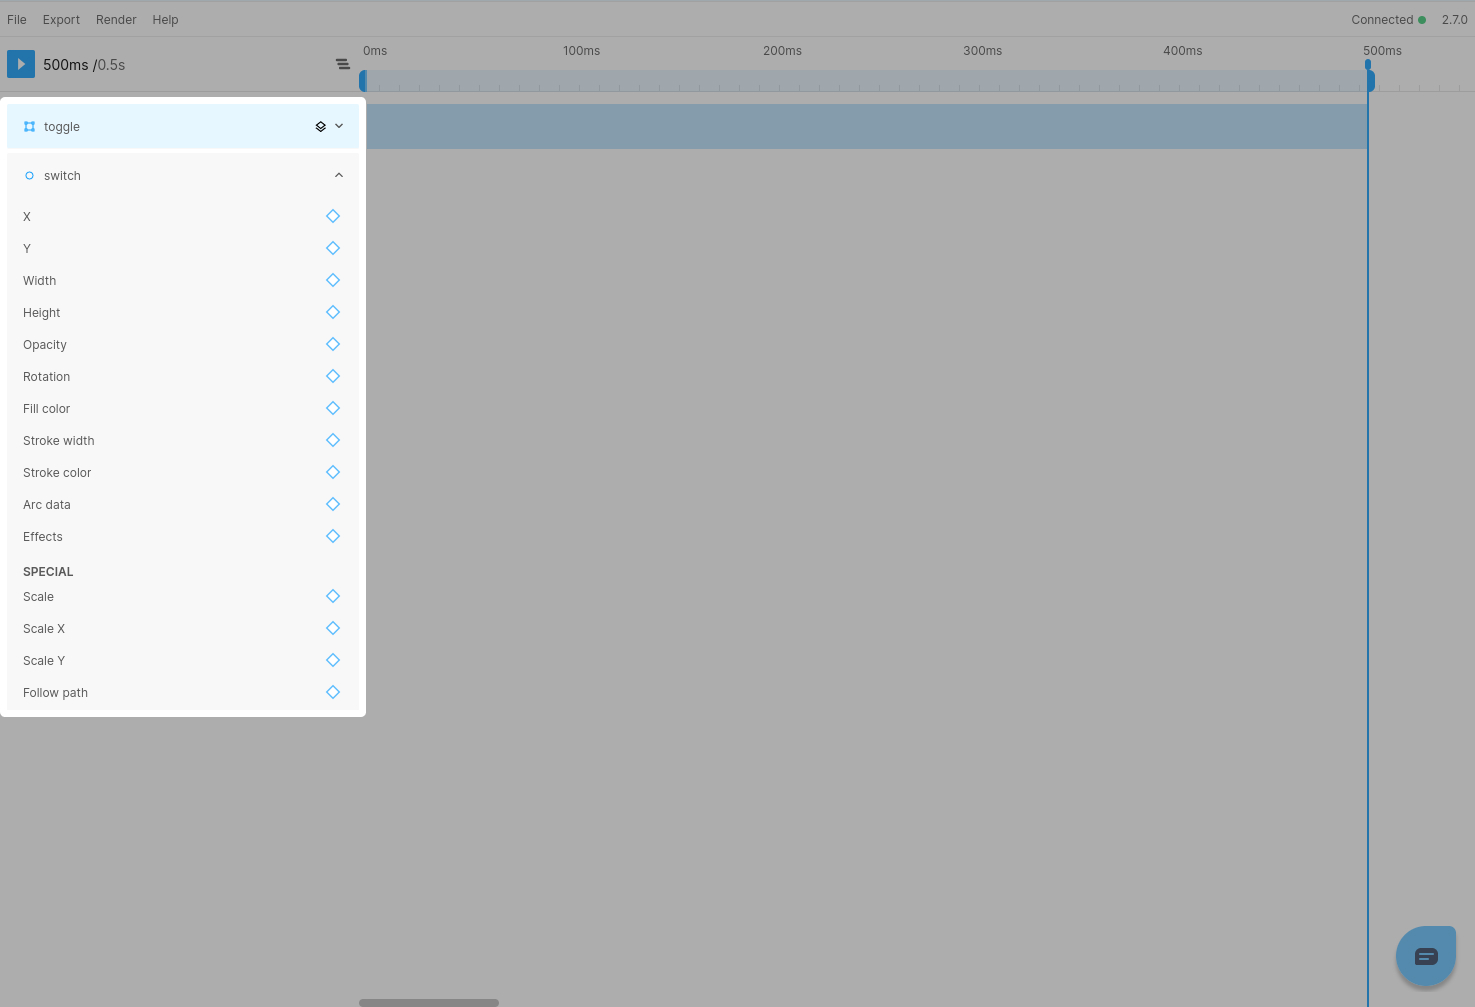 File Export Render Help Connected 2.7.0
500ms /0.5s 0ms 100ms 200ms 300ms 400ms 500ms
toggle
switch
X
Y
Width
Height
Opacity
Rotation
Fill color
Stroke width
Stroke color
Arc data
Effects
SPECIAL
Scale
Scale X
Scale Y
Follow path